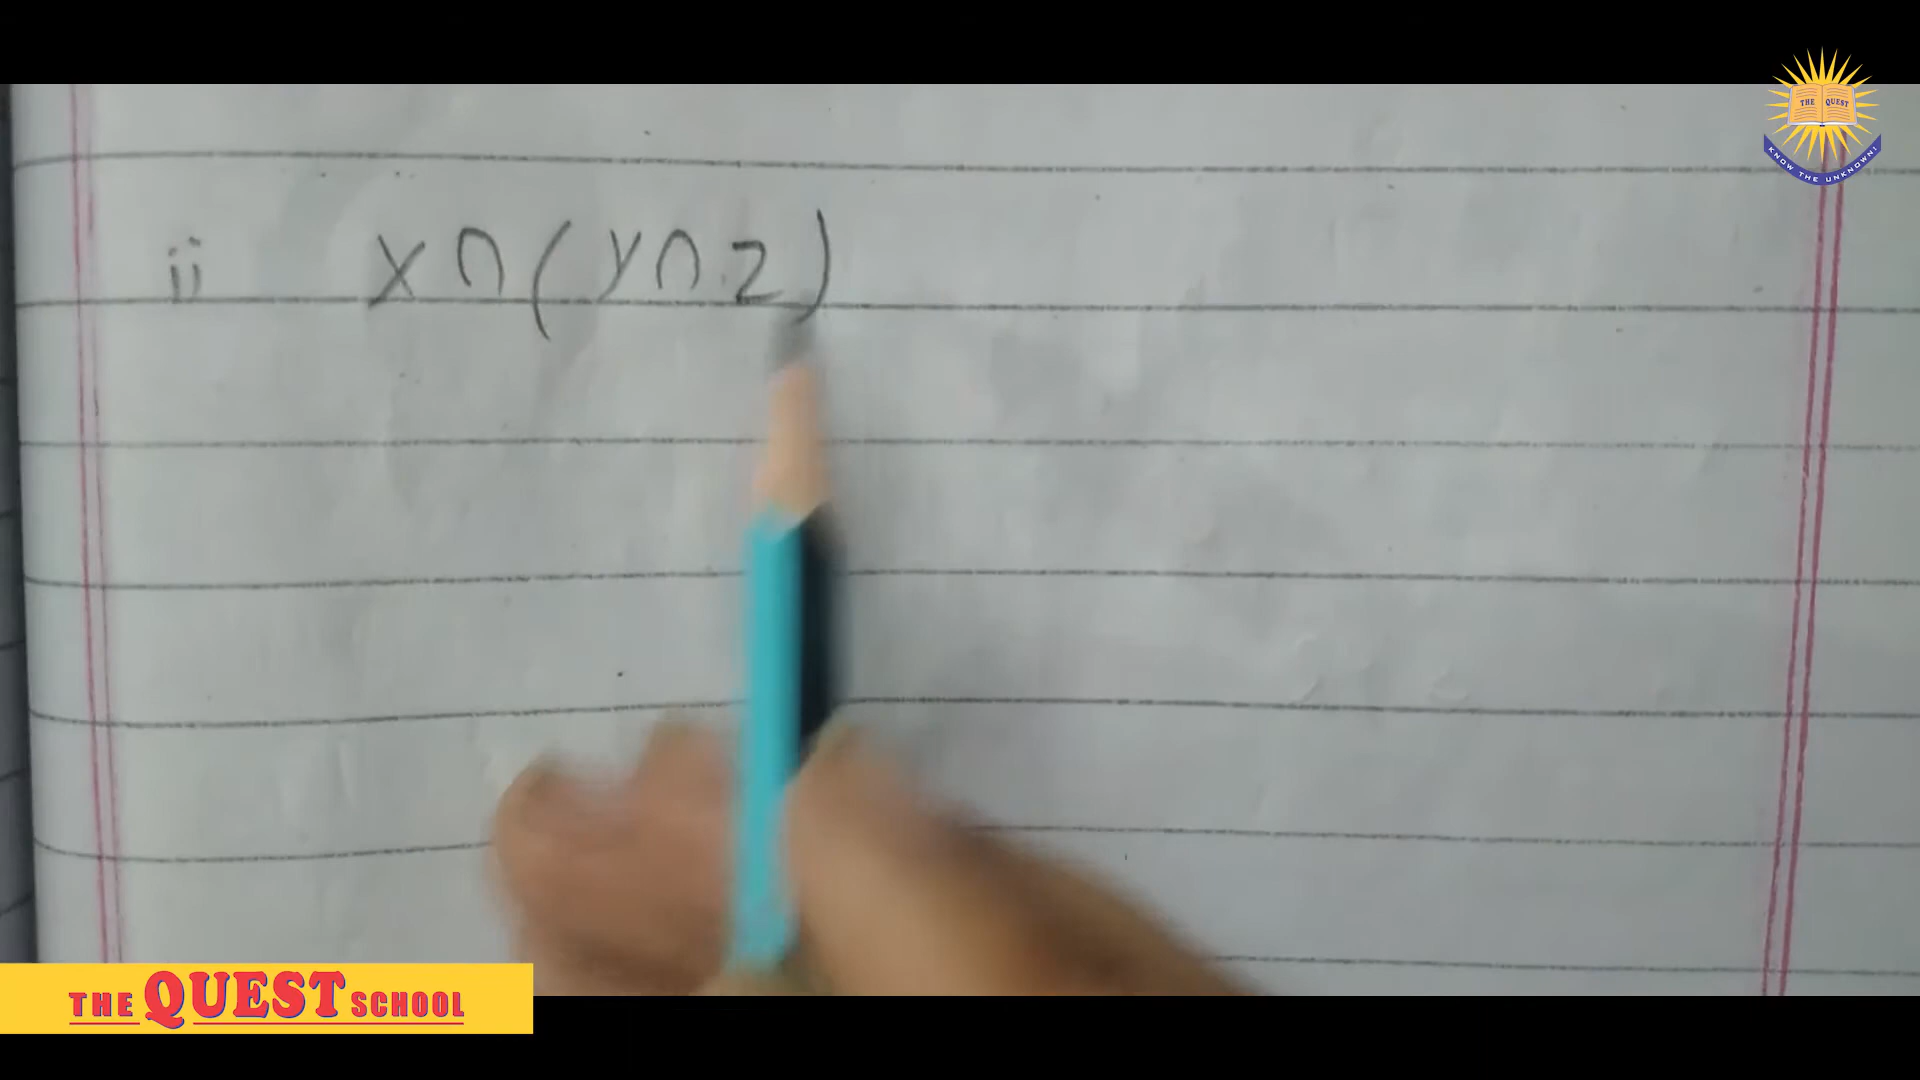 THE QUEST
KNOW THE UNKNOWN!
ii X∩(Y∩Z)
THE QUEST SCHOOL